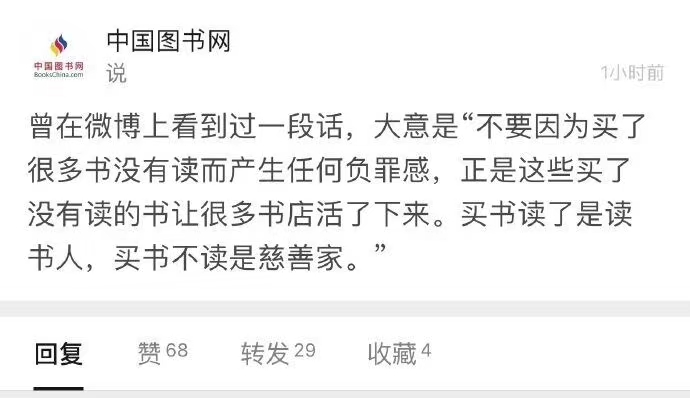 中国图书网
中国图书网
BooksChina.com
说
1小时前
曾在微博上看到过一段话，大意是“不要因为买了
很多书没有读而产生任何负罪感，正是这些买了
没有读的书让很多书店活了下来。买书读了是读
书人，买书不读是慈善家。”
回复
赞 68
转发 29
收藏 4